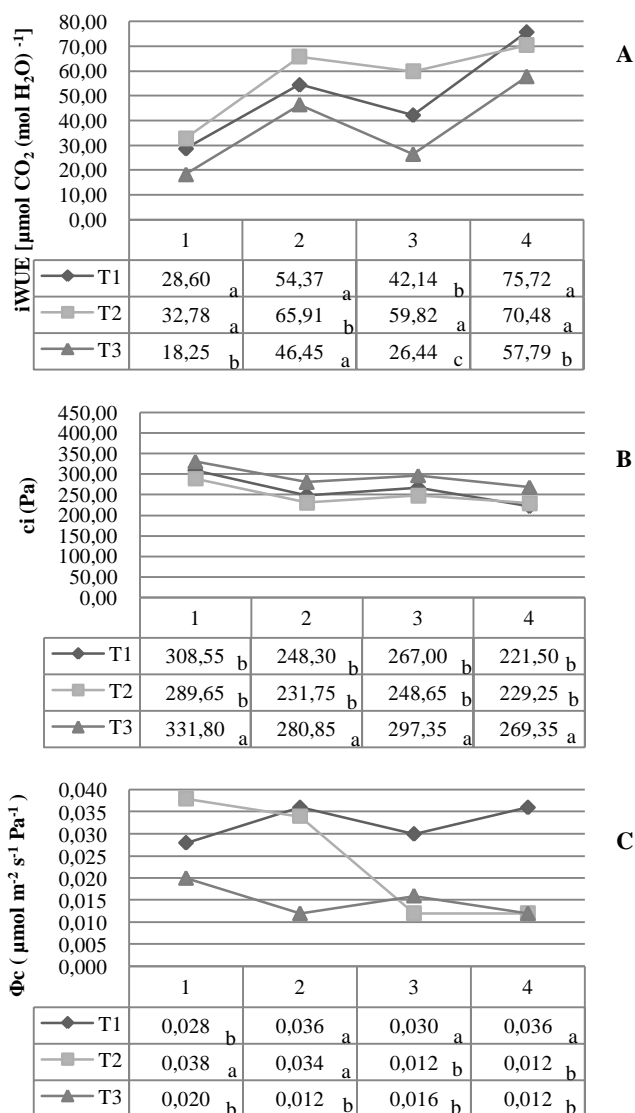 80,00
70,00
60,00
50,00
40,00
30,00
20,00
10,00
0,00
iWUE [µmol CO₂ (mol H₂O) ⁻¹]
A
1 2 3 4
T1 28,60 a 54,37 a 42,14 b 75,72 a
T2 32,78 a 65,91 b 59,82 a 70,48 a
T3 18,25 b 46,45 a 26,44 c 57,79 b
450,00
400,00
350,00
300,00
250,00
200,00
150,00
100,00
50,00
0,00
ci (Pa)
B
1 2 3 4
T1 308,55 b 248,30 b 267,00 b 221,50 b
T2 289,65 b 231,75 b 248,65 b 229,25 b
T3 331,80 a 280,85 a 297,35 a 269,35 a
0,040
0,035
0,030
0,025
0,020
0,015
0,010
0,005
0,000
Φc ( µmol m⁻² s⁻¹ Pa⁻¹ )
C
1 2 3 4
T1 0,028 b 0,036 a 0,030 a 0,036 a
T2 0,038 a 0,034 a 0,012 b 0,012 b
T3 0,020 b 0,012 b 0,016 b 0,012 b